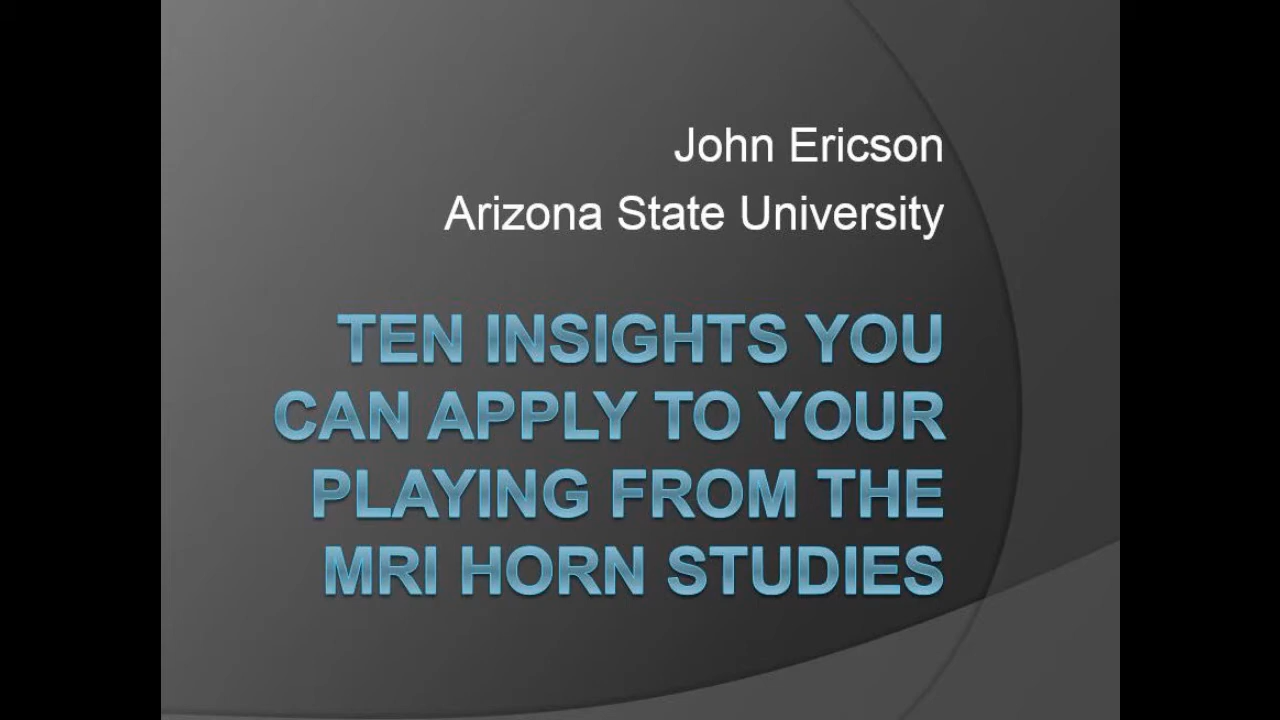 John Ericson
Arizona State University
TEN INSIGHTS YOU
CAN APPLY TO YOUR
PLAYING FROM THE
MRI HORN STUDIES